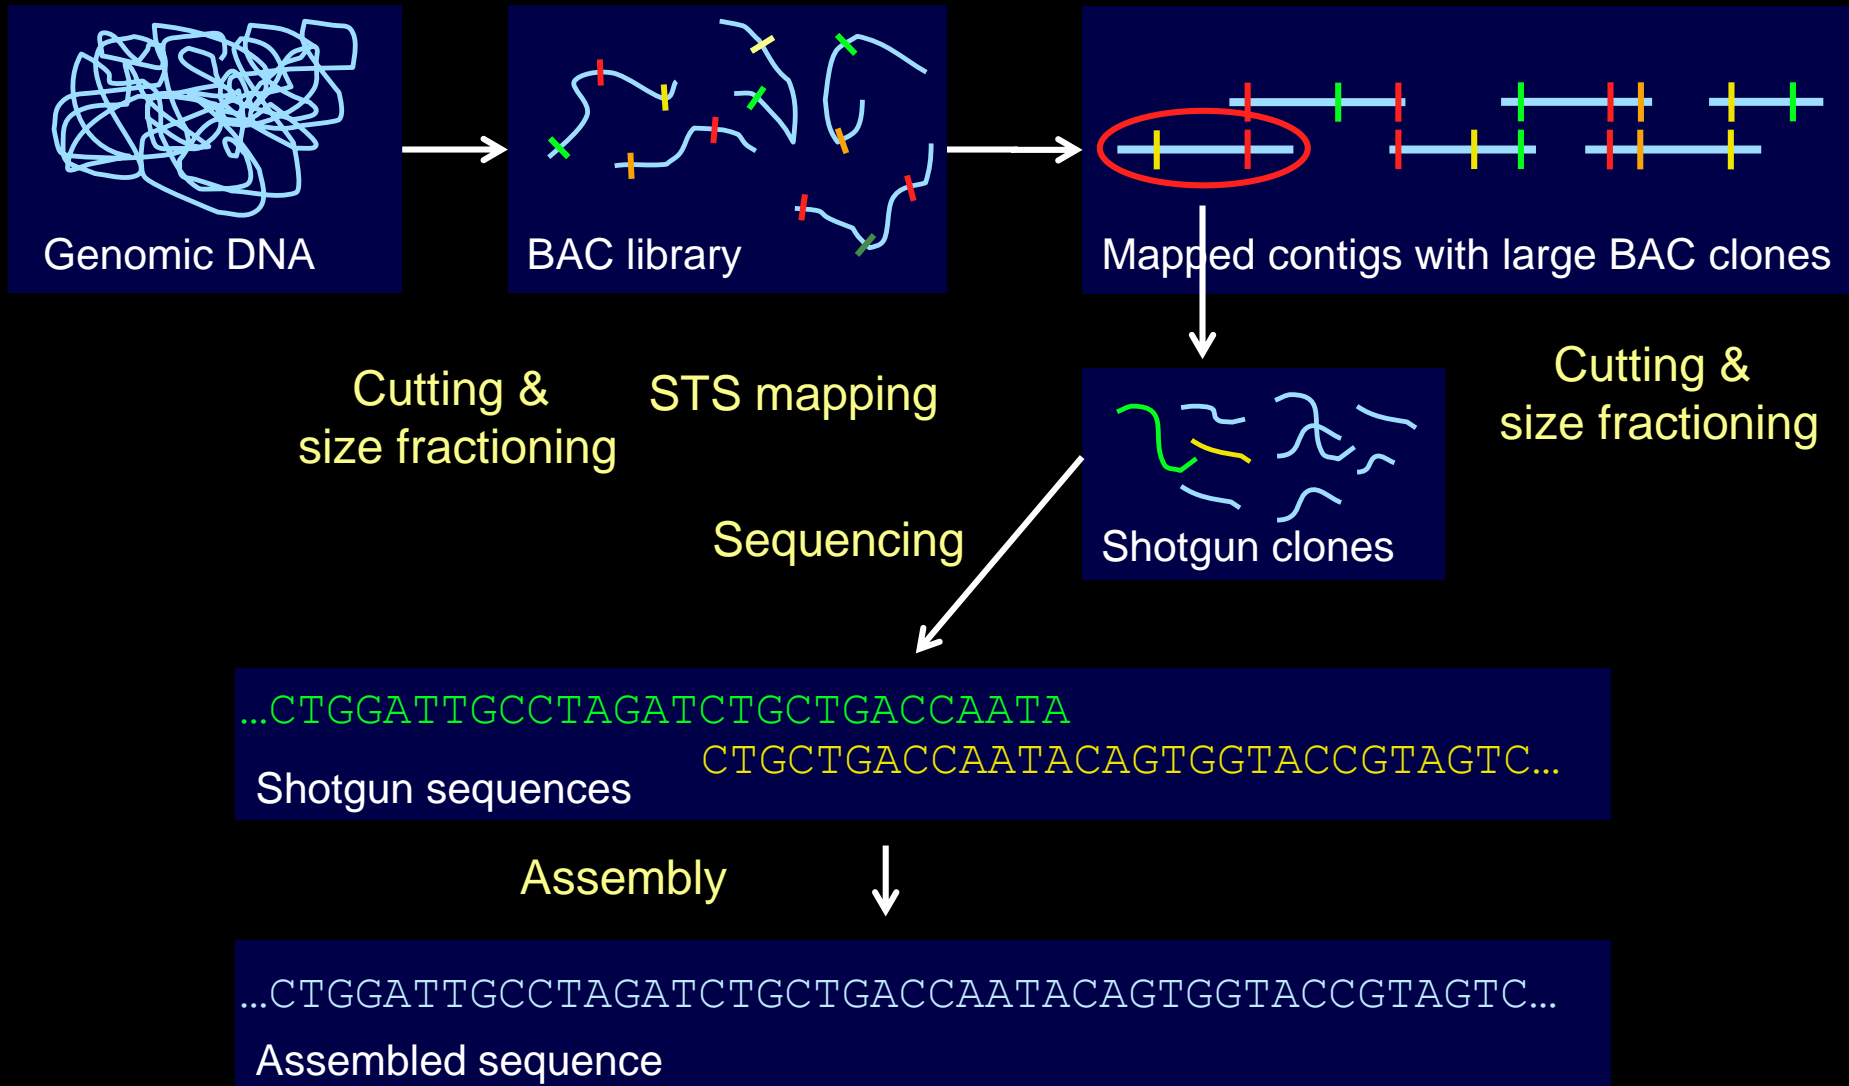 Genomic DNA
BAC library
Mapped contigs with large BAC clones
Cutting &
size fractioning
STS mapping
Cutting &
size fractioning
Sequencing
Shotgun clones
...CTGGATTGCCTAGATCTGCTGACCAATA
CTGCTGACCAATACAGTGGTACCGTAGTC...
Shotgun sequences
Assembly
...CTGGATTGCCTAGATCTGCTGACCAATACAGTGGTACCGTAGTC...
Assembled sequence